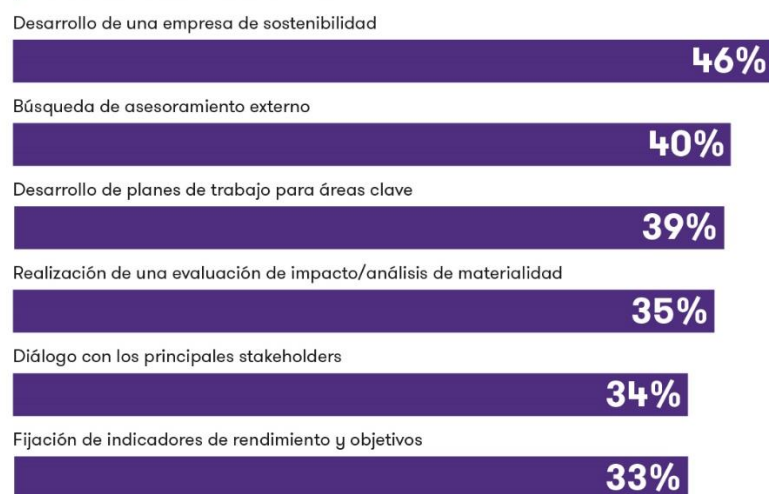 Desarrollo de una empresa de sostenibilidad
46%
Búsqueda de asesoramiento externo
40%
Desarrollo de planes de trabajo para áreas clave
39%
Realización de una evaluación de impacto/análisis de materialidad
35%
Diálogo con los principales stakeholders
34%
Fijación de indicadores de rendimiento y objetivos
33%